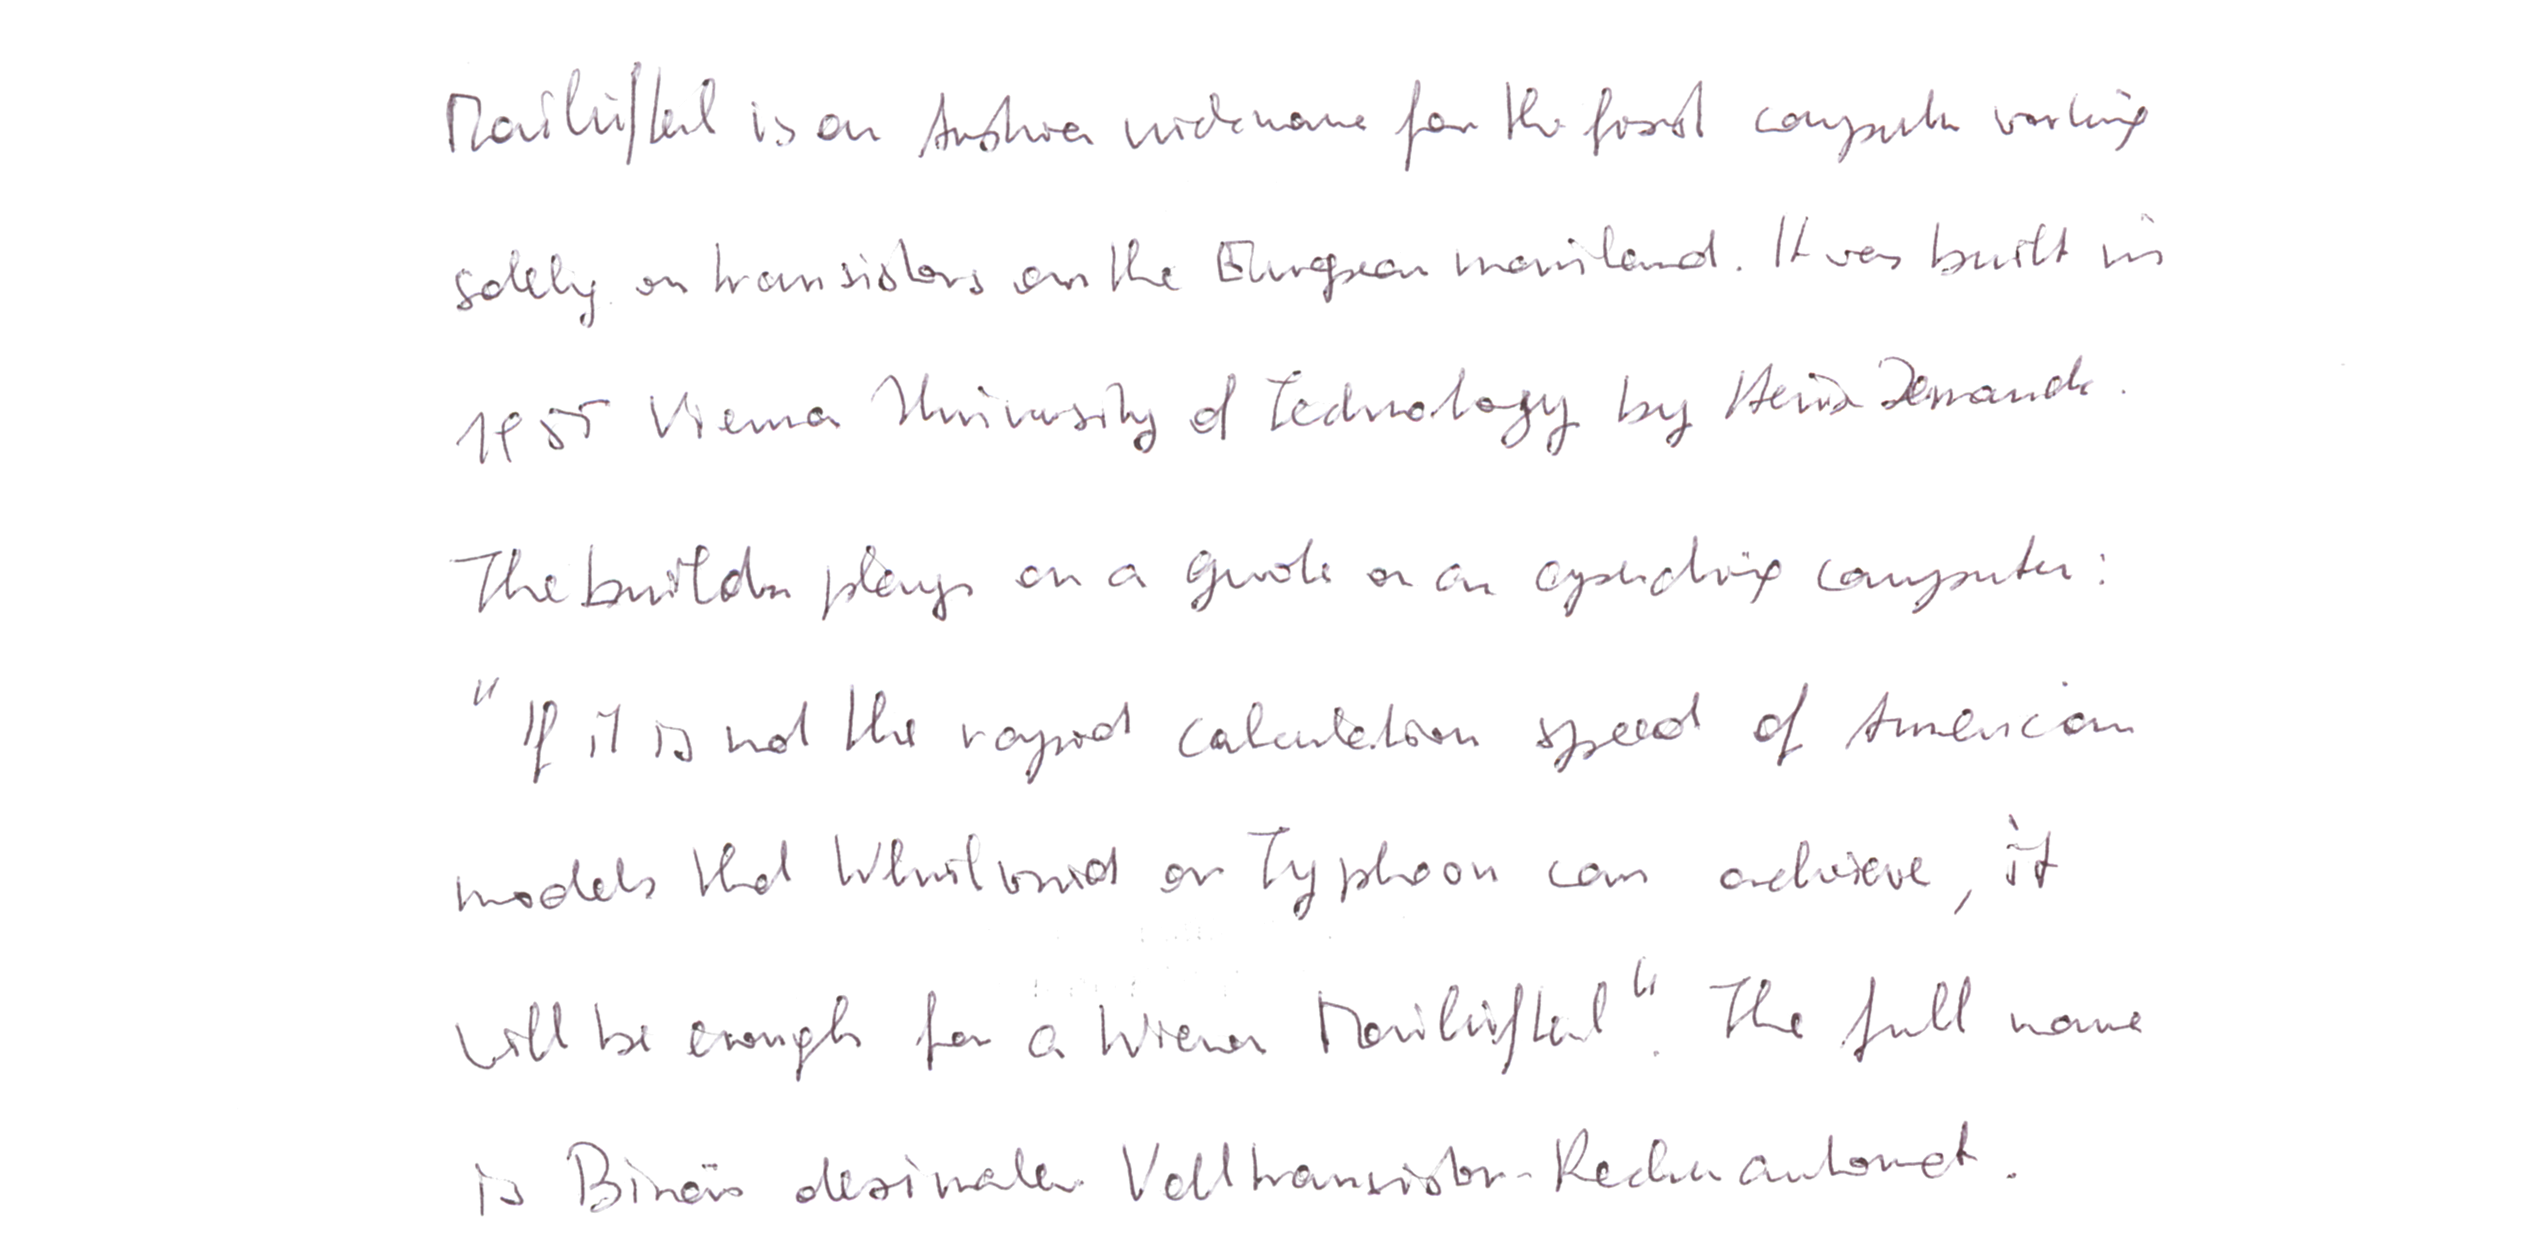 Mailüfterl is an Austrian nickname for the first computer working
solely on transistors on the European mainland. It was built in
1955 Vienna University of Technology by Heinz Zemanek.
The builder plays on a quote on an operating computer:
"If it is not the rapid calculation speed of American
models that Whirlwind or Typhoon can achieve, it
will be enough for a Wiener Mailüfterl". The full name
is Binär dezimaler Volltransistor-Rechenautomat.